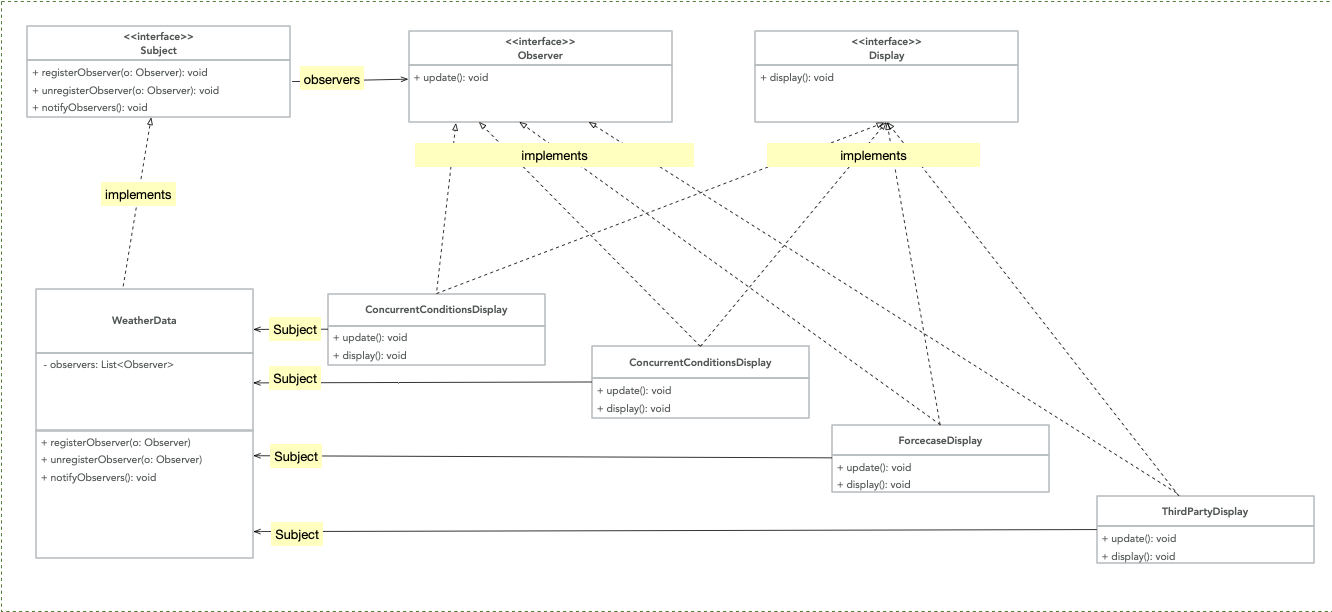 <<interface>>
Subject
+ registerObserver(o: Observer): void
+ unregisterObserver(o: Observer): void
+ notifyObservers(): void
observers
<<interface>>
Observer
+ update(): void
<<interface>>
Display
+ display(): void
implements
implements
implements
WeatherData
- observers: List<Observer>
+ registerObserver(o: Observer)
+ unregisterObserver(o: Observer)
+ notifyObservers(): void
Subject
ConcurrentConditionsDisplay
+ update(): void
+ display(): void
Subject
ConcurrentConditionsDisplay
+ update(): void
+ display(): void
Subject
ForcecaseDisplay
+ update(): void
+ display(): void
Subject
ThirdPartyDisplay
+ update(): void
+ display(): void